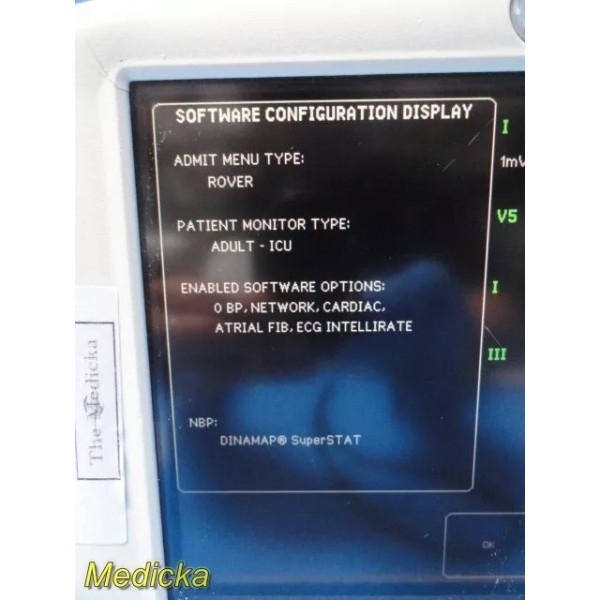 SOFTWARE CONFIGURATION DISPLAY
ADMIT MENU TYPE:
ROVER
PATIENT MONITOR TYPE:
ADULT - ICU
ENABLED SOFTWARE OPTIONS:
0 BP, NETWORK, CARDIAC,
ATRIAL FIB, ECG INTELLIRATE
NBP:
DINAMAP® SuperSTAT
I
1mV
V5
I
III
OK
The Medicka
Medicka